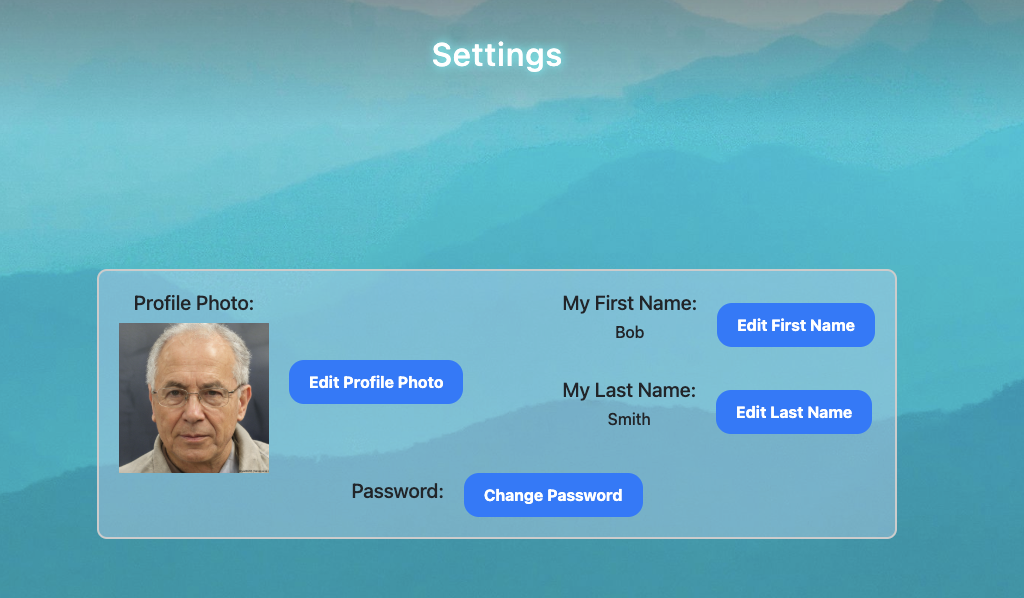 Settings
Profile Photo:
Edit Profile Photo
My First Name:
Bob
Edit First Name
My Last Name:
Smith
Edit Last Name
Password:
Change Password